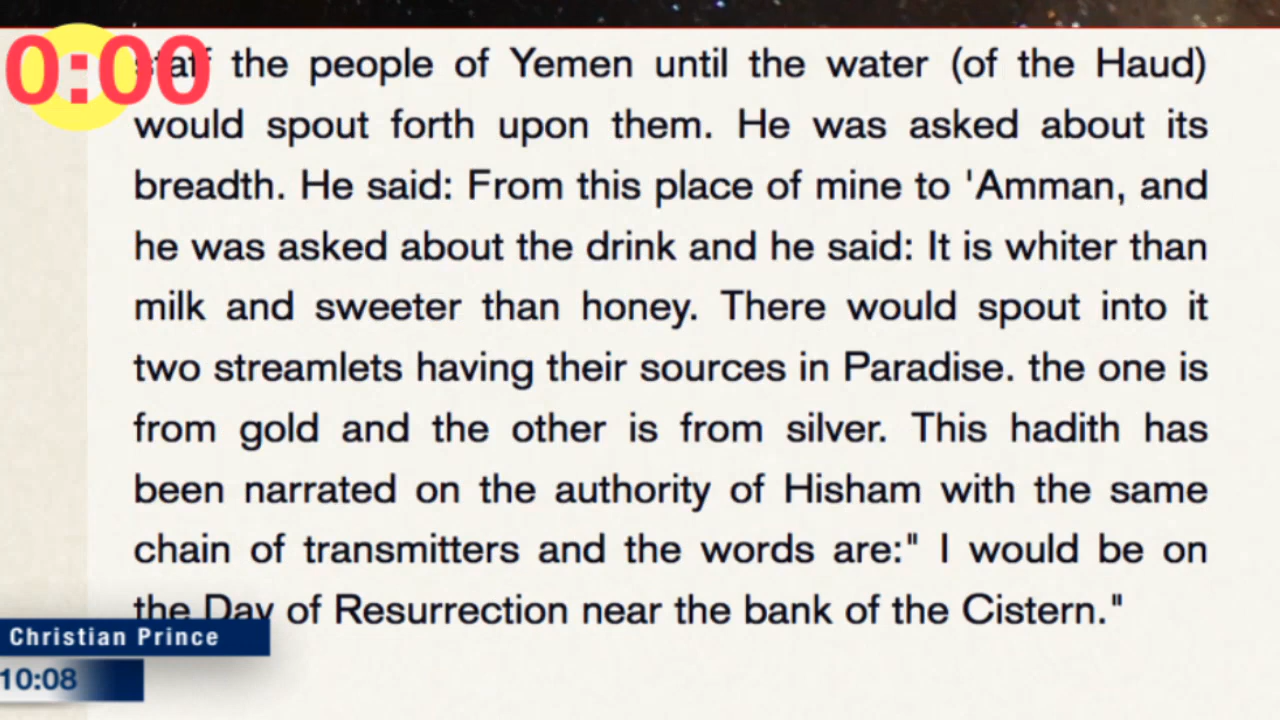 0:00
staff the people of Yemen until the water (of the Haud)
would spout forth upon them. He was asked about its
breadth. He said: From this place of mine to 'Amman, and
he was asked about the drink and he said: It is whiter than
milk and sweeter than honey. There would spout into it
two streamlets having their sources in Paradise. the one is
from gold and the other is from silver. This hadith has
been narrated on the authority of Hisham with the same
chain of transmitters and the words are:" I would be on
the Day of Resurrection near the bank of the Cistern."
Christian Prince
10:08